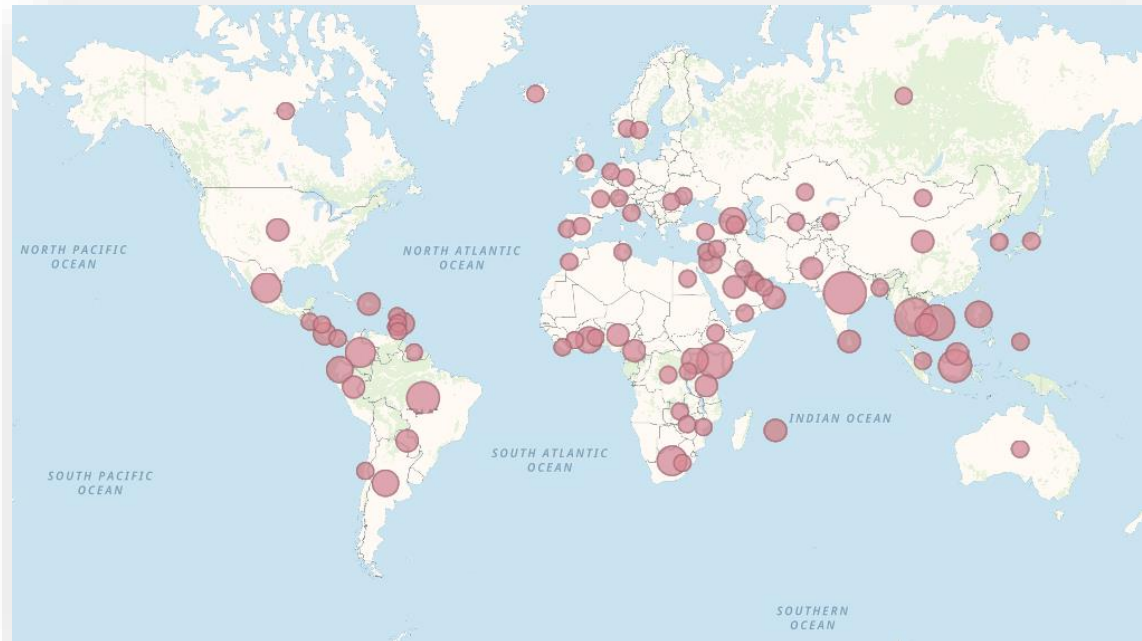 NORTH PACIFIC
OCEAN
NORTH ATLANTIC
OCEAN
INDIAN OCEAN
SOUTH ATLANTIC
OCEAN
SOUTH PACIFIC
OCEAN
SOUTHERN
OCEAN